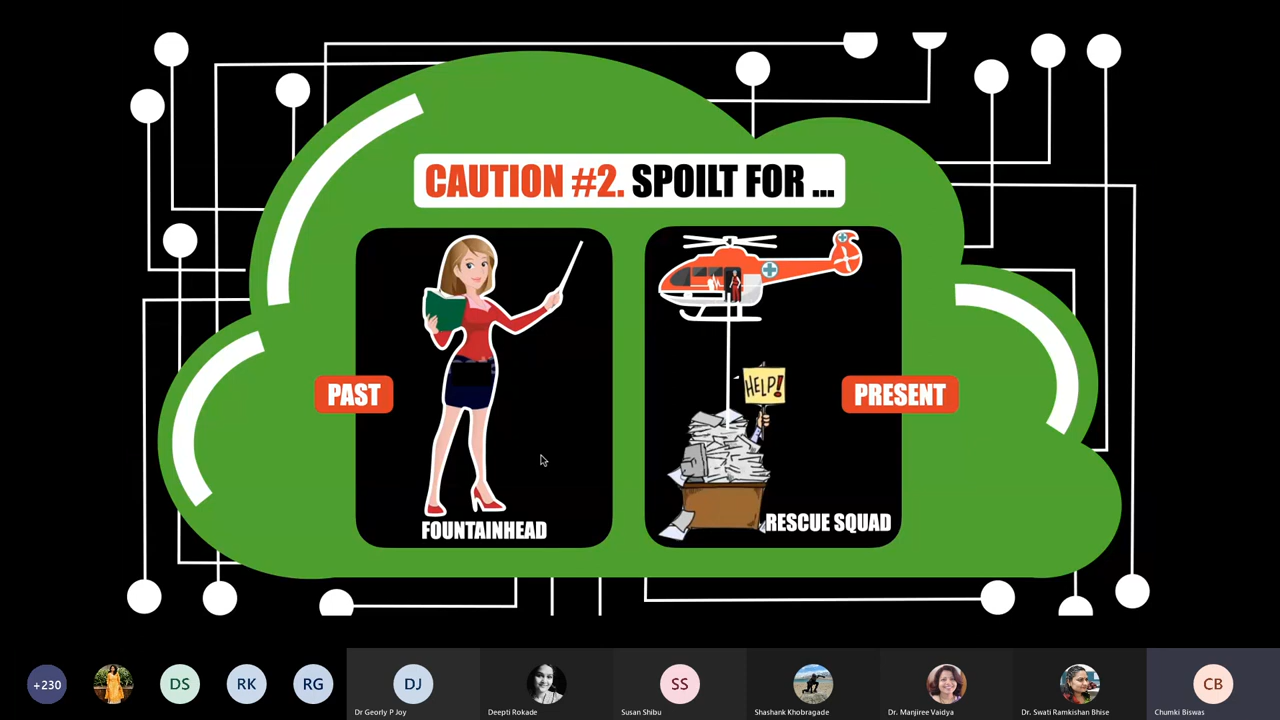 CAUTION #2. SPOILT FOR ...
PAST
HELP!
PRESENT
FOUNTAINHEAD
RESCUE SQUAD
+230
DS
RK
RG
DJ
SS
CB
Dr Georly P Joy
Deepti Rokade
Susan Shibu
Shashank Khobragade
Dr. Manjiree Vaidya
Dr. Swati Ramkishan Bhise
Chumki Biswas